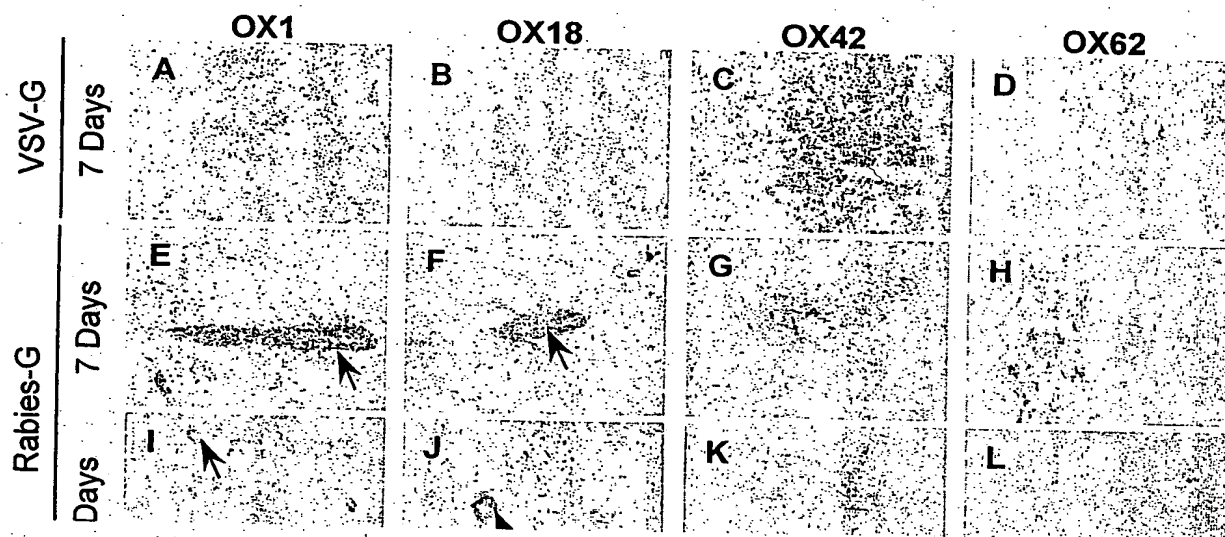 OX1 OX18 OX42 OX62
VSV-G
7 Days
A B C D
Rabies-G
7 Days
E F G H
Days
I J K L